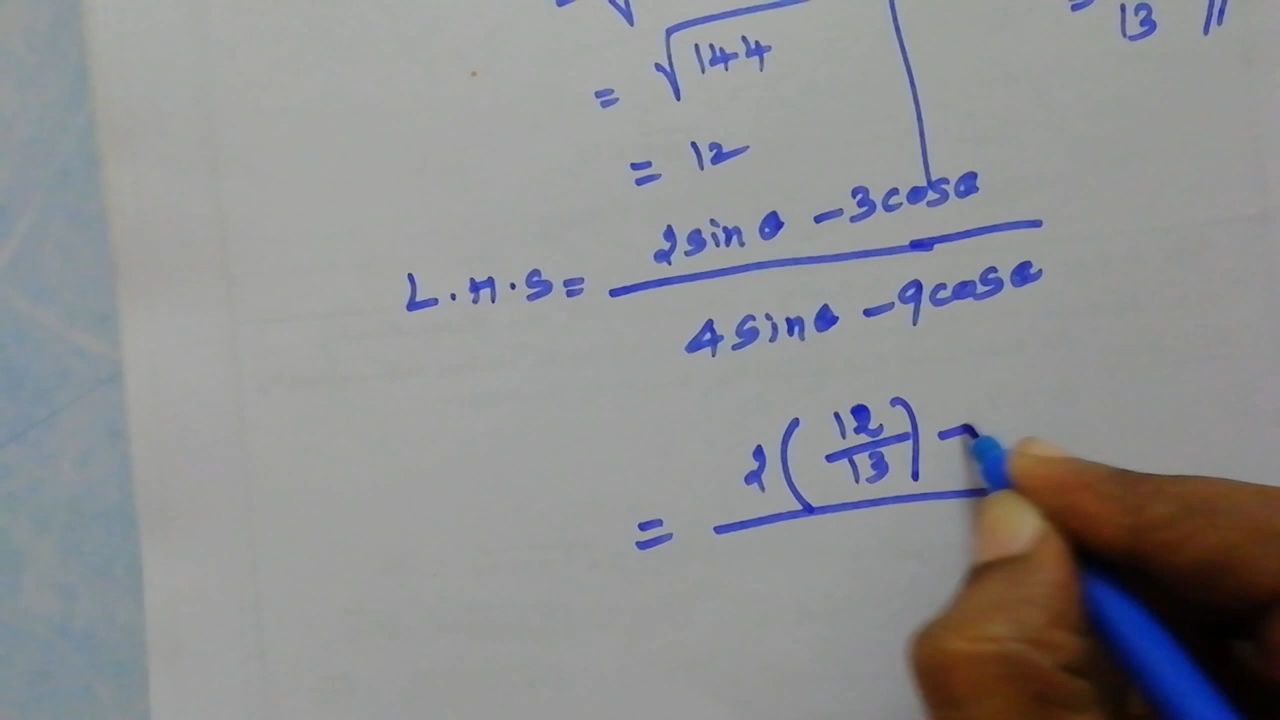 = √
= √144
= 12
= 13 //
L.H.S = 2sinθ - 3cosθ / 4sinθ - 9cosθ
= 2(12/13) -